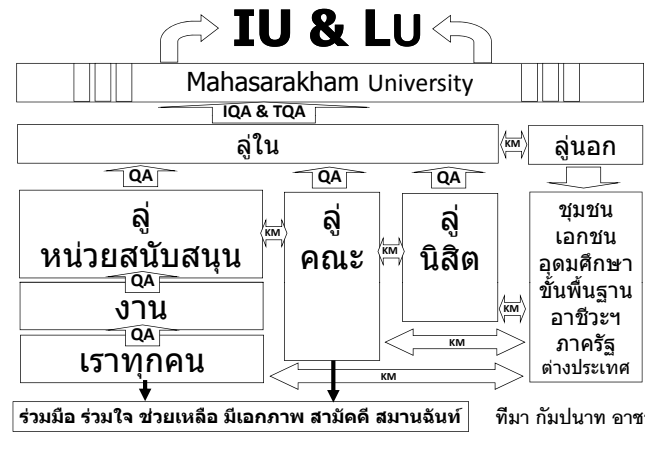 IU & LU
Mahasarakham University
IQA & TQA
ลู่ใน
KM
ลู่นอก
QA
QA
QA
ลู่
หน่วยสนับสนุน
KM
ลู่
คณะ
KM
ลู่
นิสิต
ชุมชน
เอกชน
อุดมศึกษา
ขั้นพื้นฐาน
อาชีวะฯ
ภาครัฐ
ต่างประเทศ
QA
งาน
KM
QA
KM
เราทุกคน
KM
ร่วมมือ ร่วมใจ ช่วยเหลือ มีเอกภาพ สามัคคี สมานฉันท์
ทีมา กัมปนาท อาช